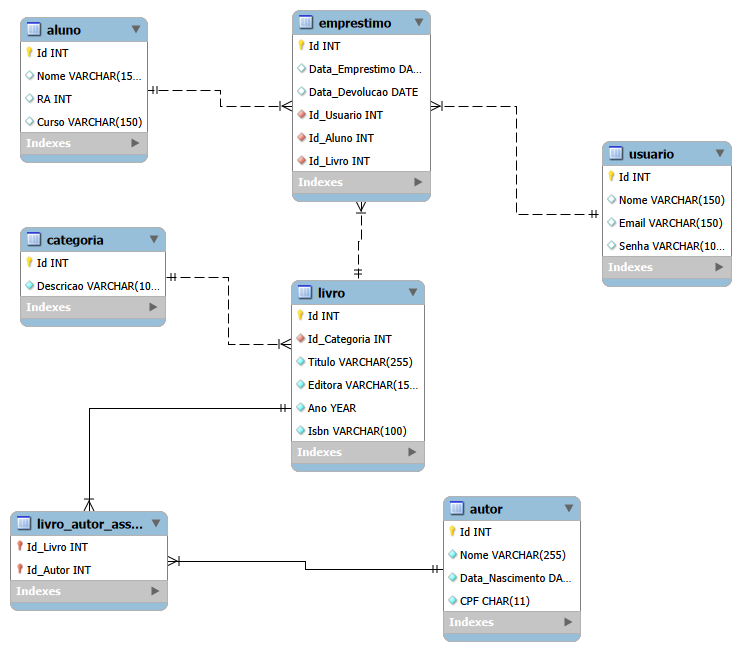 aluno
Id INT
Nome VARCHAR(15...
RA INT
Curso VARCHAR(150)
Indexes
emprestimo
Id INT
Data_Emprestimo DA...
Data_Devolucao DATE
Id_Usuario INT
Id_Aluno INT
Id_Livro INT
Indexes
usuario
Id INT
Nome VARCHAR(150)
Email VARCHAR(150)
Senha VARCHAR(10...
Indexes
categoria
Id INT
Descricao VARCHAR(10...
Indexes
livro
Id INT
Id_Categoria INT
Titulo VARCHAR(255)
Editora VARCHAR(15...
Ano YEAR
Isbn VARCHAR(100)
Indexes
livro_autor_ass...
Id_Livro INT
Id_Autor INT
Indexes
autor
Id INT
Nome VARCHAR(255)
Data_Nascimento DA...
CPF CHAR(11)
Indexes